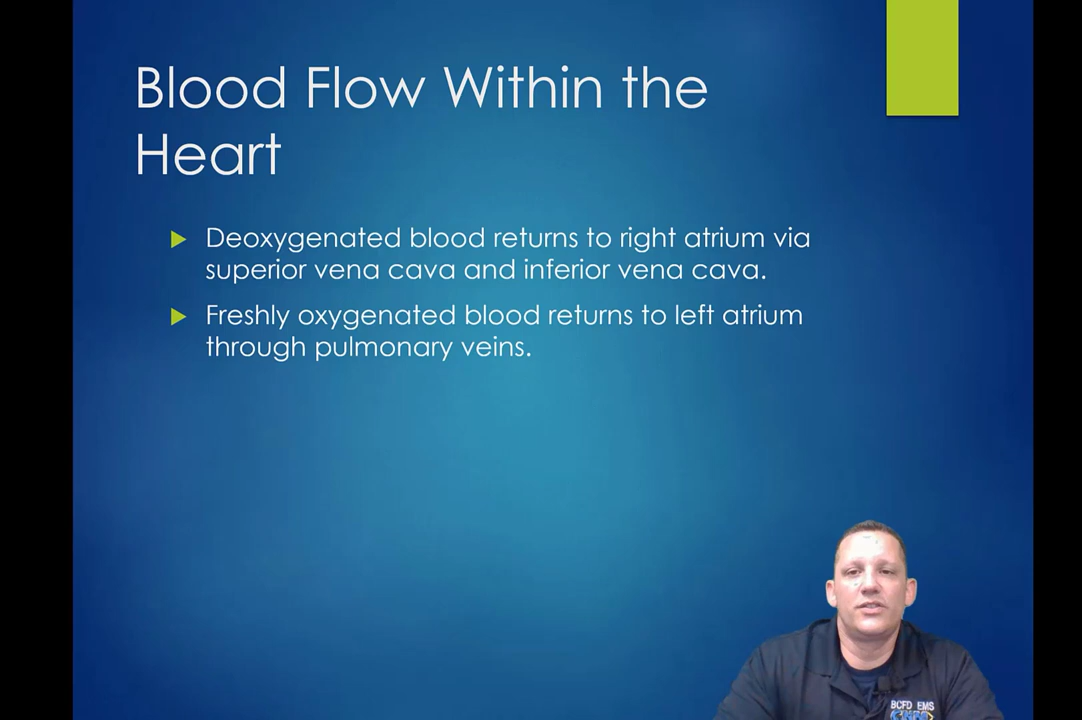 Blood Flow Within the
Heart
Deoxygenated blood returns to right atrium via
superior vena cava and inferior vena cava.
Freshly oxygenated blood returns to left atrium
through pulmonary veins.
BCFD EMS